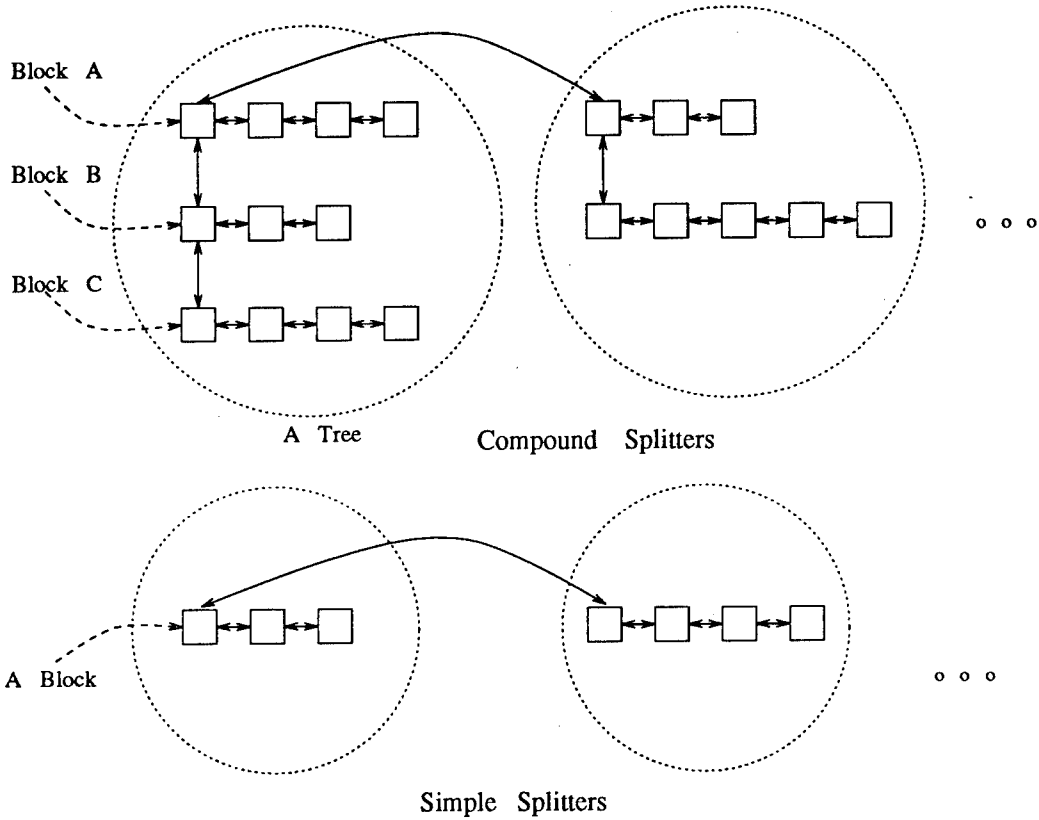 Block A
Block B
o o o
Block C
A Tree
Compound Splitters
A Block
o o o
Simple Splitters